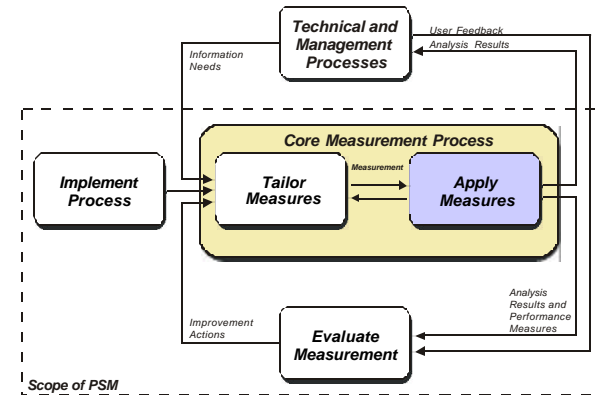 Technical and
Management
Processes
User Feedback
Analysis Results
Information
Needs
Core Measurement Process
Implement
Process
Tailor
Measures
Measurement
Apply
Measures
Analysis
Results and
Performance
Measures
Improvement
Actions
Evaluate
Measurement
Scope of PSM